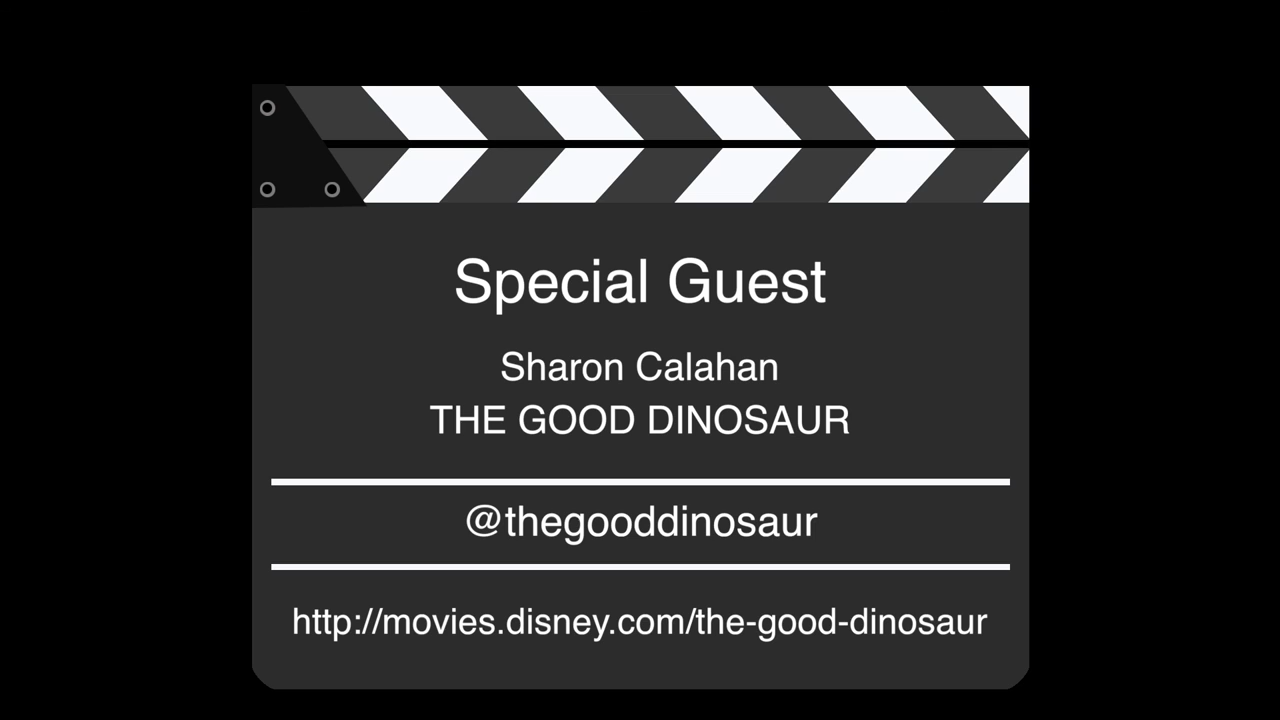 Special Guest
Sharon Calahan
THE GOOD DINOSAUR
@thegooddinosaur
http://movies.disney.com/the-good-dinosaur